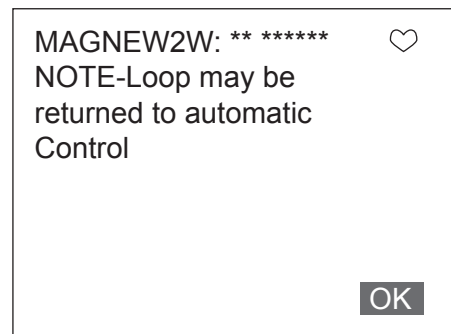 MAGNEW2W: ** ******
NOTE-Loop may be
returned to automatic
Control
OK